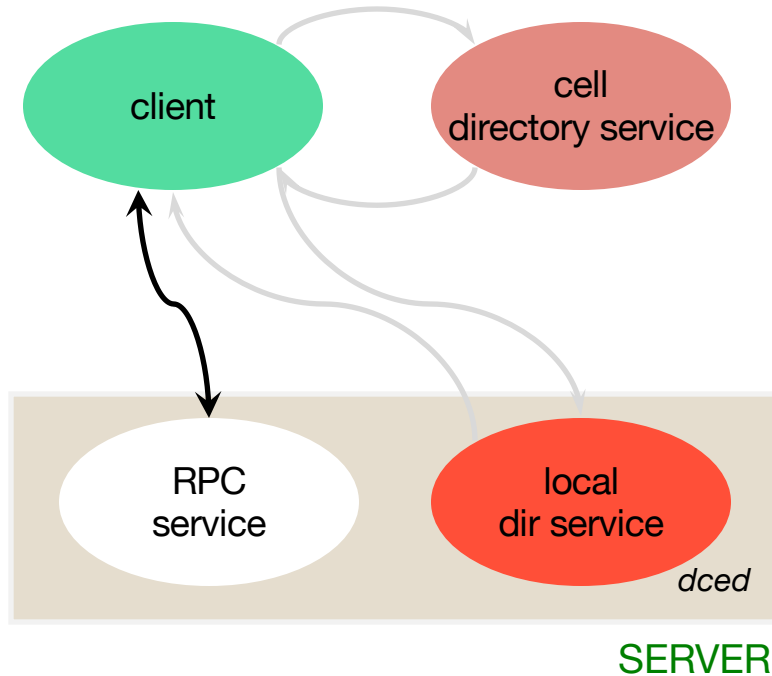 client
cell
directory service
RPC
service
local
dir service
dced
SERVER